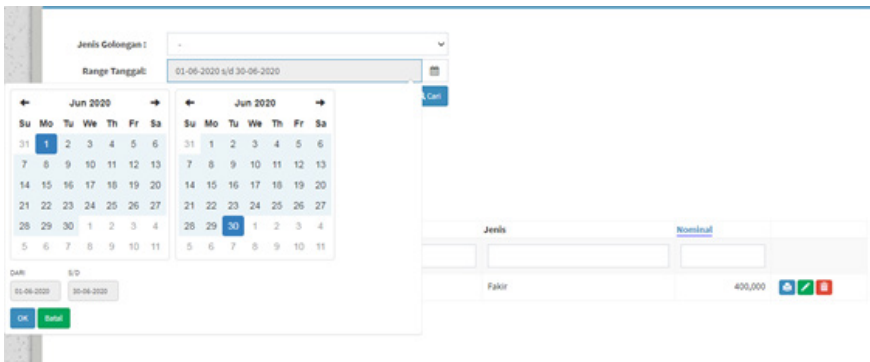 Jenis Golongan :
-
Range Tanggal:
01-06-2020 s/d 30-06-2020
Cari
Jun 2020
Su Mo Tu We Th Fr Sa
31 1 2 3 4 5 6
7 8 9 10 11 12 13
14 15 16 17 18 19 20
21 22 23 24 25 26 27
28 29 30 1 2 3 4
5 6 7 8 9 10 11
Jun 2020
Su Mo Tu We Th Fr Sa
31 1 2 3 4 5 6
7 8 9 10 11 12 13
14 15 16 17 18 19 20
21 22 23 24 25 26 27
28 29 30 1 2 3 4
5 6 7 8 9 10 11
DARI S/D
01-06-2020 30-06-2020
OK Batal
Jenis Nominal
Fakir 400,000